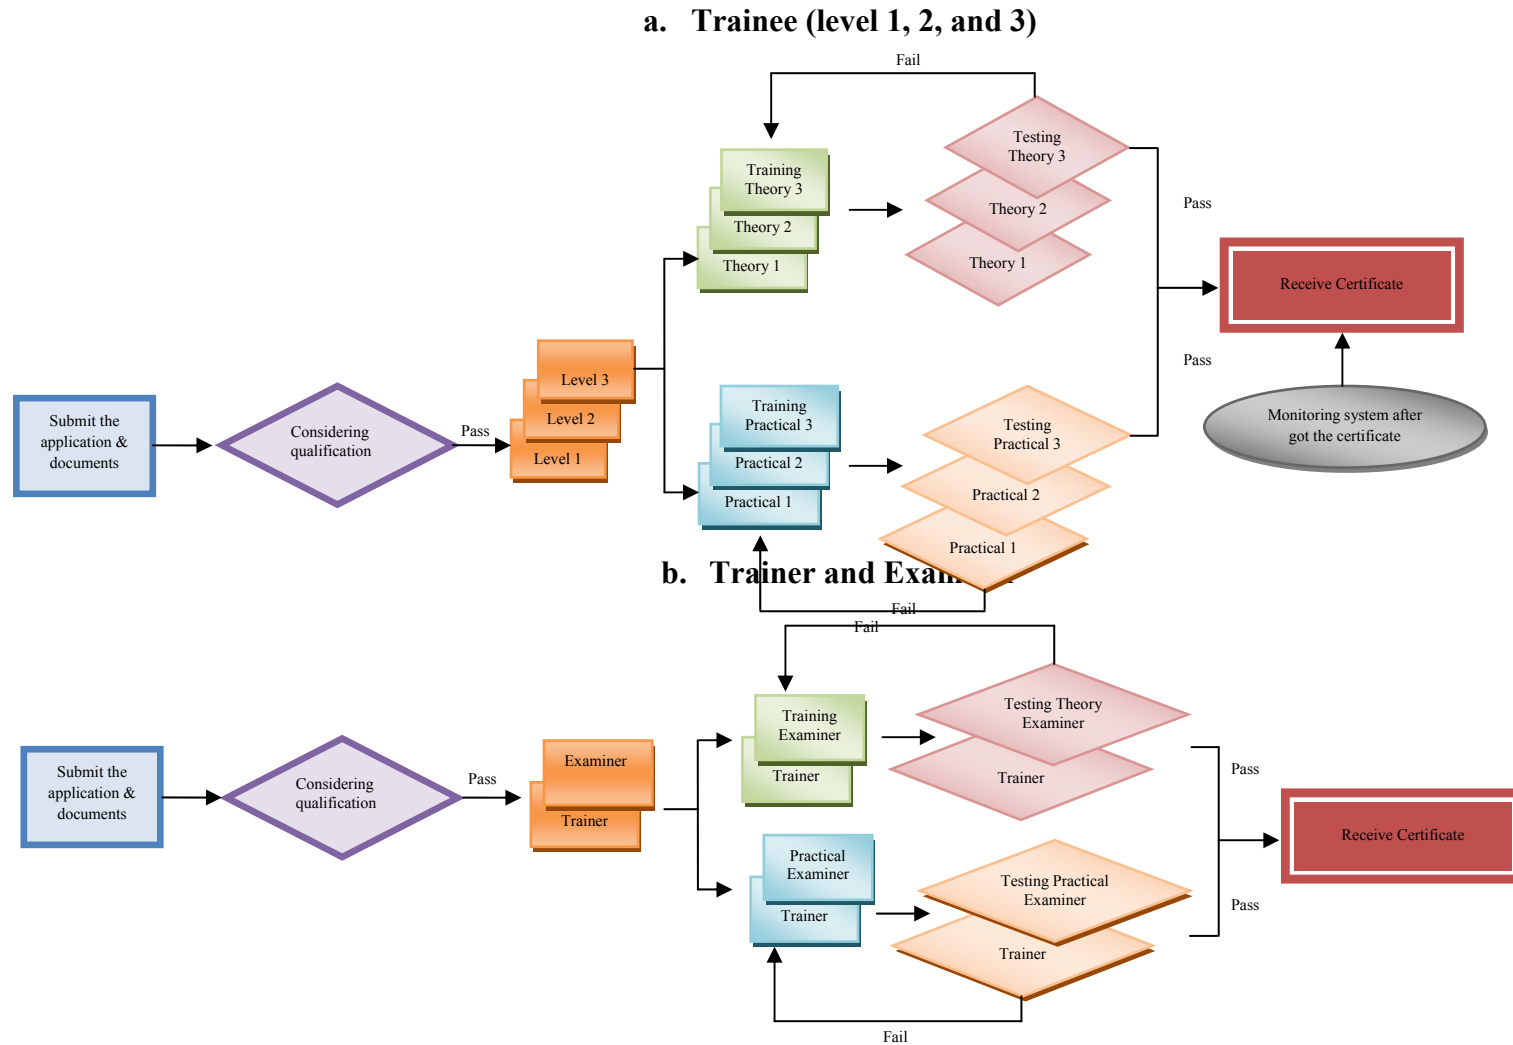 a. Trainee (level 1, 2, and 3)
Fail
Training
Theory 3
Theory 2
Theory 1
Testing
Theory 3
Theory 2
Theory 1
Pass
Receive Certificate
Submit the
application &
documents
Considering
qualification
Pass
Level 3
Level 2
Level 1
Training
Practical 3
Practical 2
Practical 1
Testing
Practical 3
Practical 2
Practical 1
Pass
Monitoring system after
got the certificate
Fail
b. Trainer and
Fail
Submit the
application &
documents
Considering
qualification
Pass
Examiner
Trainer
Training
Examiner
Trainer
Testing Theory
Examiner
Trainer
Pass
Receive Certificate
Practical
Examiner
Trainer
Testing Practical
Examiner
Trainer
Pass
Fail